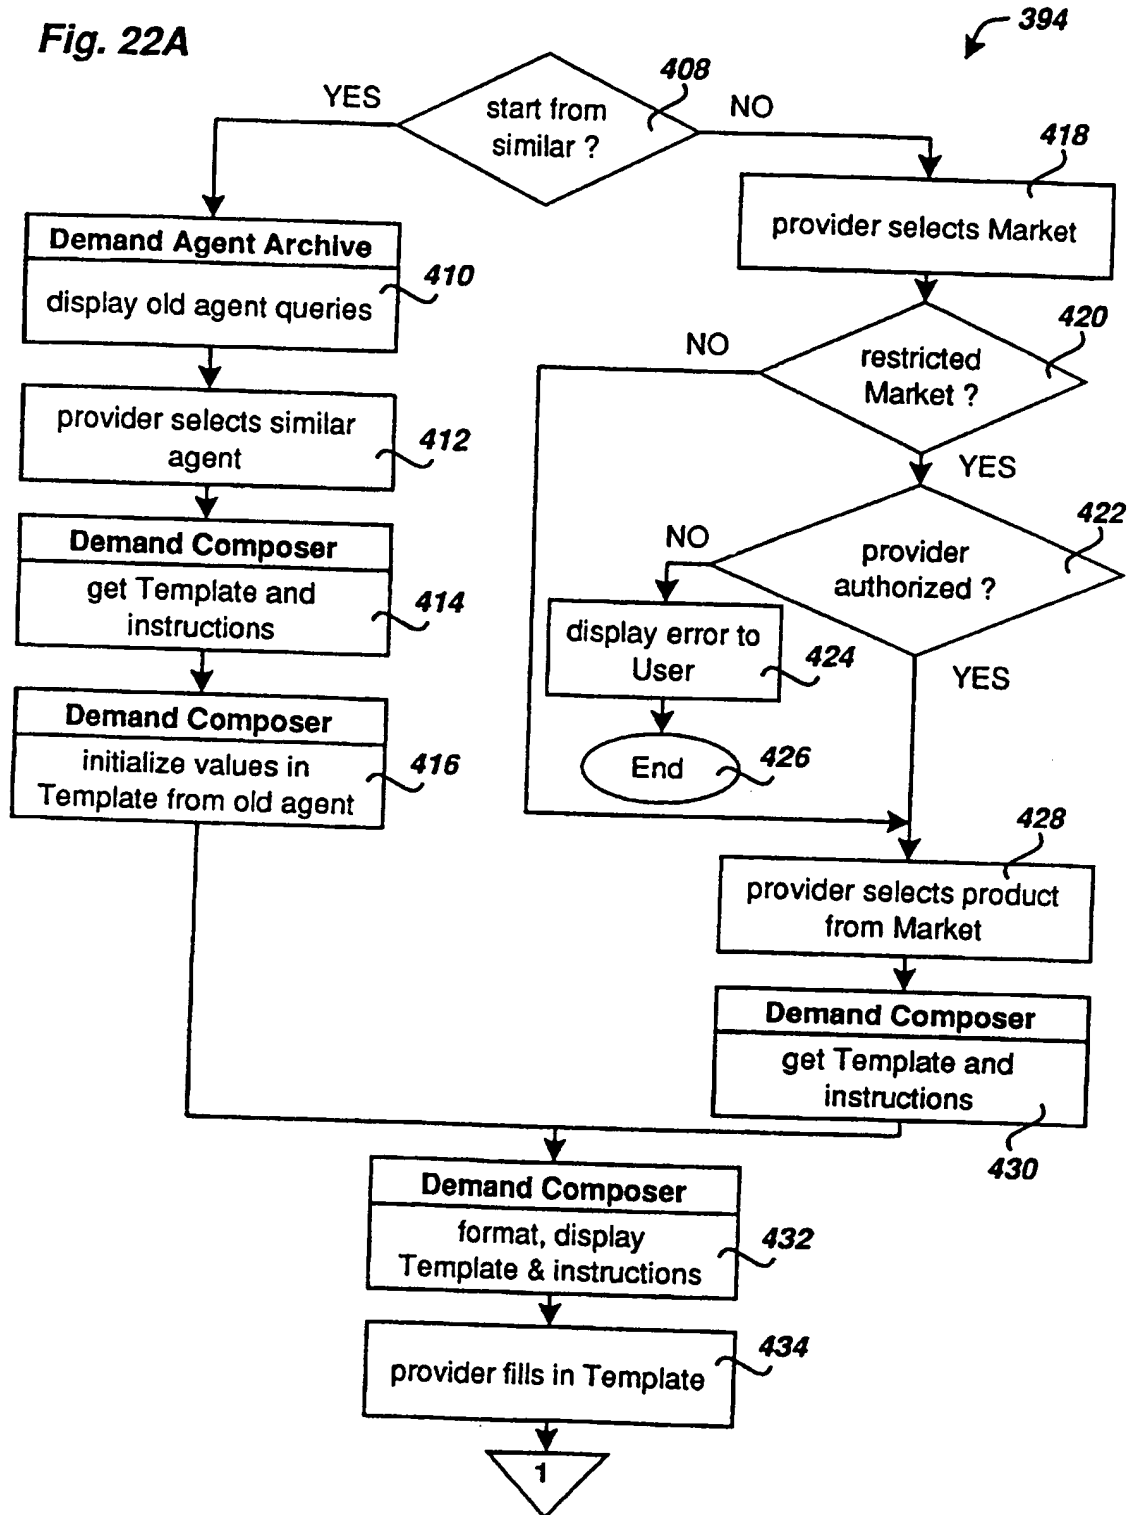 Fig. 22A
394
408
YES
start from
similar ?
NO
418
provider selects Market
Demand Agent Archive
display old agent queries
410
420
NO
restricted
Market ?
provider selects similar
agent
412
YES
422
Demand Composer
get Template and
instructions
414
NO
provider
authorized ?
display error to
User
424
YES
Demand Composer
initialize values in
Template from old agent
416
End
426
428
provider selects product
from Market
Demand Composer
get Template and
instructions
430
Demand Composer
format, display
Template & instructions
432
provider fills in Template
434
1